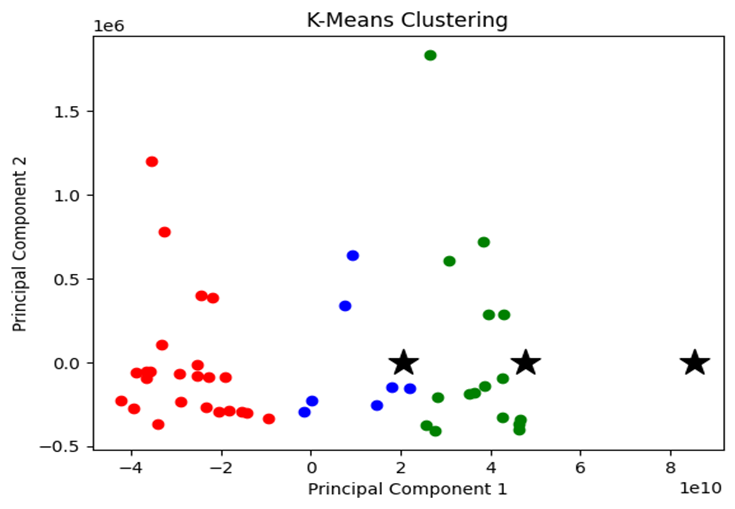 K-Means Clustering
1e6
1.5
1.0
0.5
0.0
−0.5
Principal Component 2
−4 −2 0 2 4 6 8
Principal Component 1
1e10